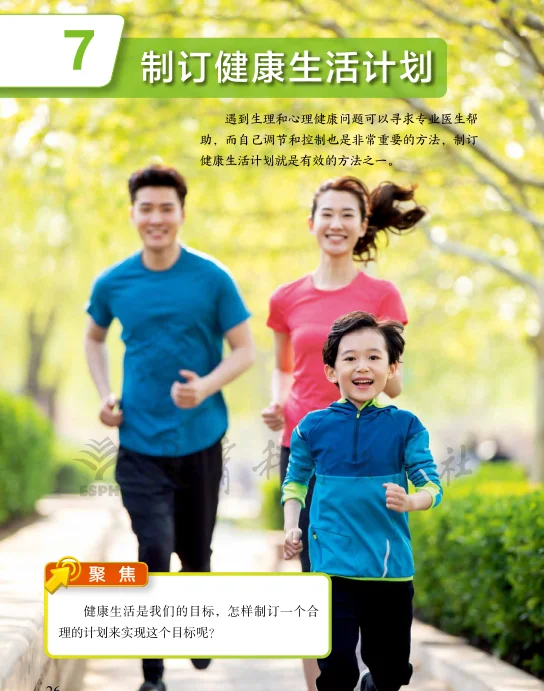 7
制订健康生活计划
遇到生理和心理健康问题可以寻求专业医生帮
助，而自己调节和控制也是非常重要的方法，制订
健康生活计划就是有效的方法之一。
ESPH
聚焦
健康生活是我们的目标，怎样制订一个合
理的计划来实现这个目标呢？
26